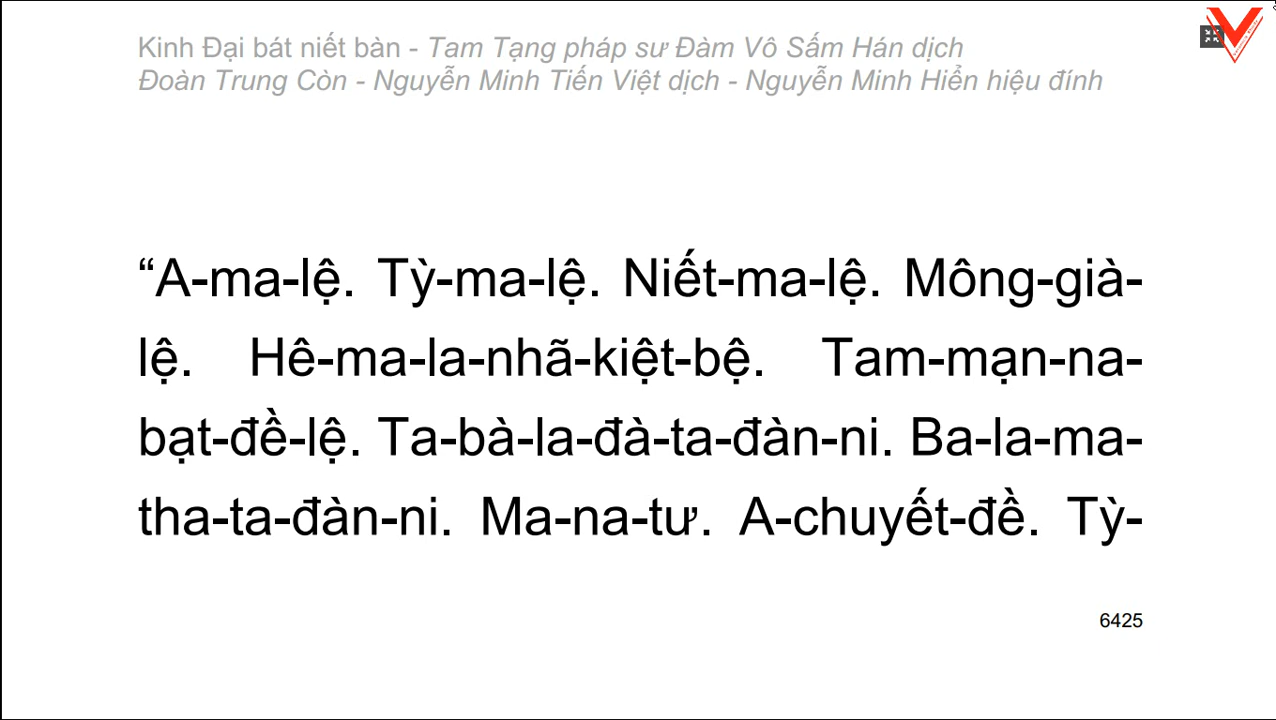 Kinh Đại bát niết bàn - Tam Tạng pháp sư Đàm Vô Sấm Hán dịch
Đoàn Trung Còn - Nguyễn Minh Tiến Việt dịch - Nguyễn Minh Hiển hiệu đính
“A-ma-lệ. Tỳ-ma-lệ. Niết-ma-lệ. Mông-già-
lệ. Hê-ma-la-nhã-kiệt-bệ. Tam-mạn-na-
bạt-đề-lệ. Ta-bà-la-đà-ta-đàn-ni. Ba-la-ma-
tha-ta-đàn-ni. Ma-na-tư. A-chuyết-đề. Tỳ-
6425